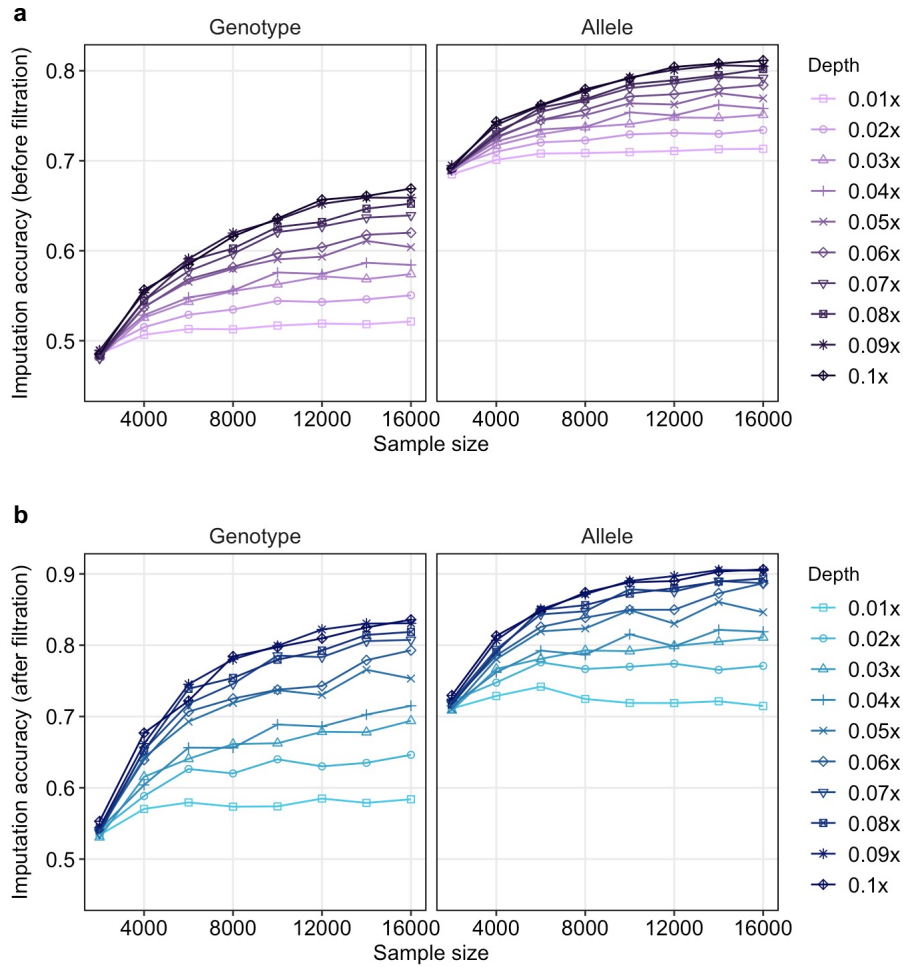 a
Genotype
Allele
Imputation accuracy (before filtration)
0.8
0.7
0.6
0.5
4000 8000 12000 16000
4000 8000 12000 16000
Sample size
Depth
0.01x
0.02x
0.03x
0.04x
0.05x
0.06x
0.07x
0.08x
0.09x
0.1x
b
Genotype
Allele
Imputation accuracy (after filtration)
0.9
0.8
0.7
0.6
0.5
4000 8000 12000 16000
4000 8000 12000 16000
Sample size
Depth
0.01x
0.02x
0.03x
0.04x
0.05x
0.06x
0.07x
0.08x
0.09x
0.1x